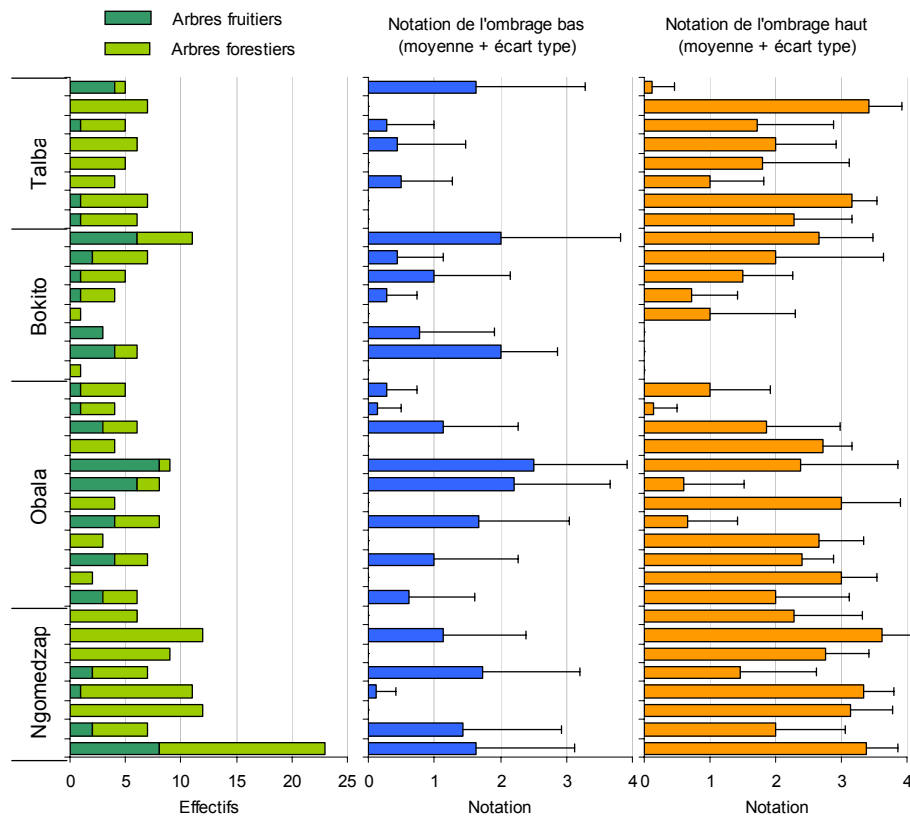 Arbres fruitiers
Arbres forestiers
Notation de l'ombrage bas
(moyenne + écart type)
Notation de l'ombrage haut
(moyenne + écart type)
Talba
Bokito
Obala
Ngomedzap
0 5 10 15 20 25
Effectifs
0 1 2 3 4
Notation
0 1 2 3 4
Notation